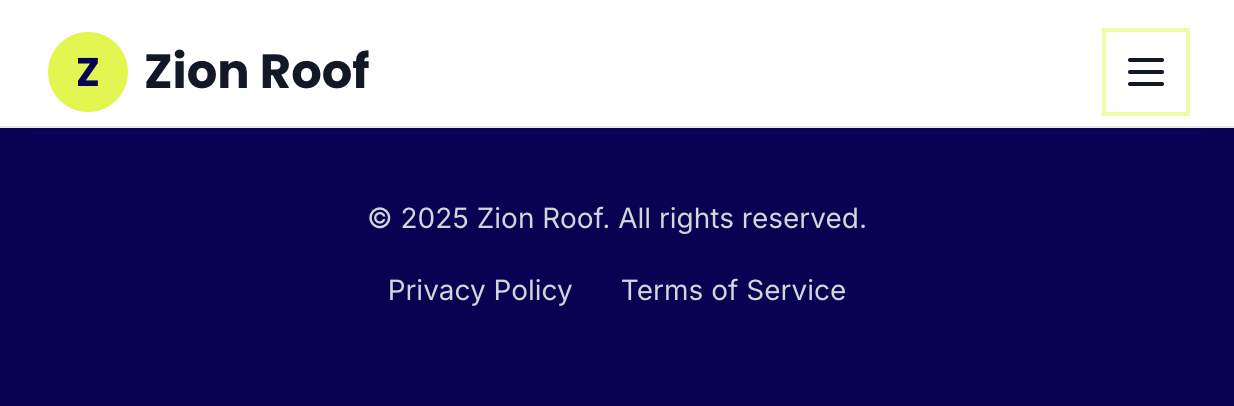 Z Zion Roof
© 2025 Zion Roof. All rights reserved.
Privacy Policy Terms of Service